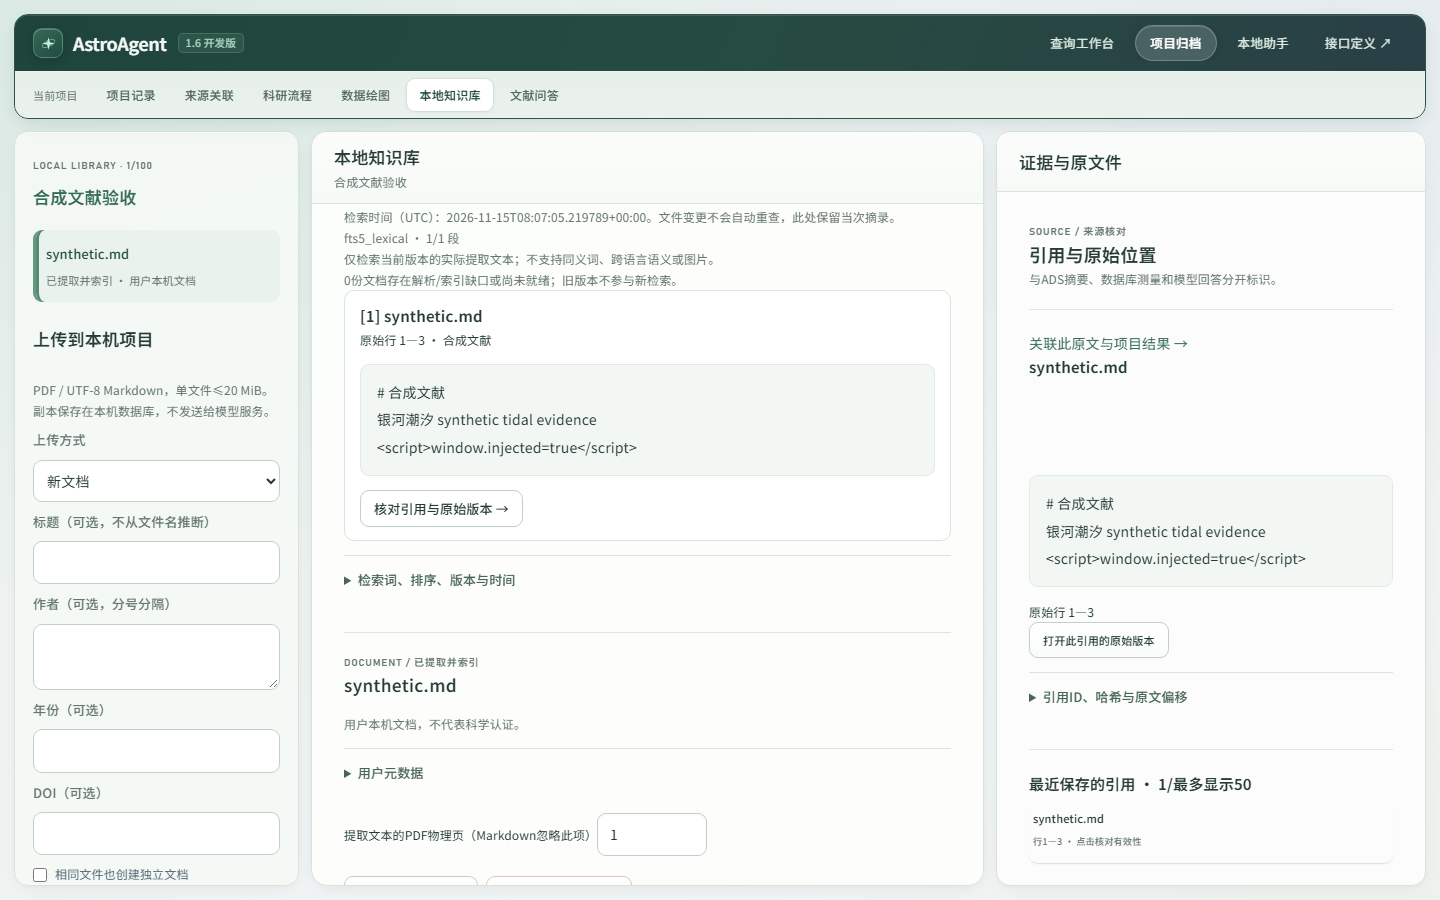 AstroAgent
1.6 开发版
查询工作台
项目归档
本地助手
接口定义 ↗
当前项目
项目记录
来源关联
科研流程
数据绘图
本地知识库
文献问答
LOCAL LIBRARY · 1/100
合成文献验收
synthetic.md
已提取并索引 · 用户本机文档
上传到本机项目
PDF / UTF-8 Markdown，单文件≤20 MiB。
副本保存在本机数据库，不发送给模型服务。
上传方式
新文档
标题（可选，不从文件名推断）
作者（可选，分号分隔）
年份（可选）
DOI（可选）
相同文件也创建独立文档
本地知识库
合成文献验收
检索时间（UTC）：2026-11-15T08:07:05.219789+00:00。文件变更不会自动重查，此处保留当次摘录。
fts5_lexical · 1/1 段
仅检索当前版本的实际提取文本；不支持同义词、跨语言语义或图片。
0份文档存在解析/索引缺口或尚未就绪；旧版本不参与新检索。
[1] synthetic.md
原始行 1—3 · 合成文献
# 合成文献
银河潮汐 synthetic tidal evidence
<script>window.injected=true</script>
核对引用与原始版本 →
▶ 检索词、排序、版本与时间
DOCUMENT / 已提取并索引
synthetic.md
用户本机文档，不代表科学认证。
▶ 用户元数据
提取文本的PDF物理页（Markdown忽略此项）
1
证据与原文件
SOURCE / 来源核对
引用与原始位置
与ADS摘要、数据库测量和模型回答分开标识。
关联此原文与项目结果 →
synthetic.md
# 合成文献
银河潮汐 synthetic tidal evidence
<script>window.injected=true</script>
原始行 1—3
打开此引用的原始版本
▶ 引用ID、哈希与原文偏移
最近保存的引用 · 1/最多显示50
synthetic.md
行1—3 · 点击核对有效性